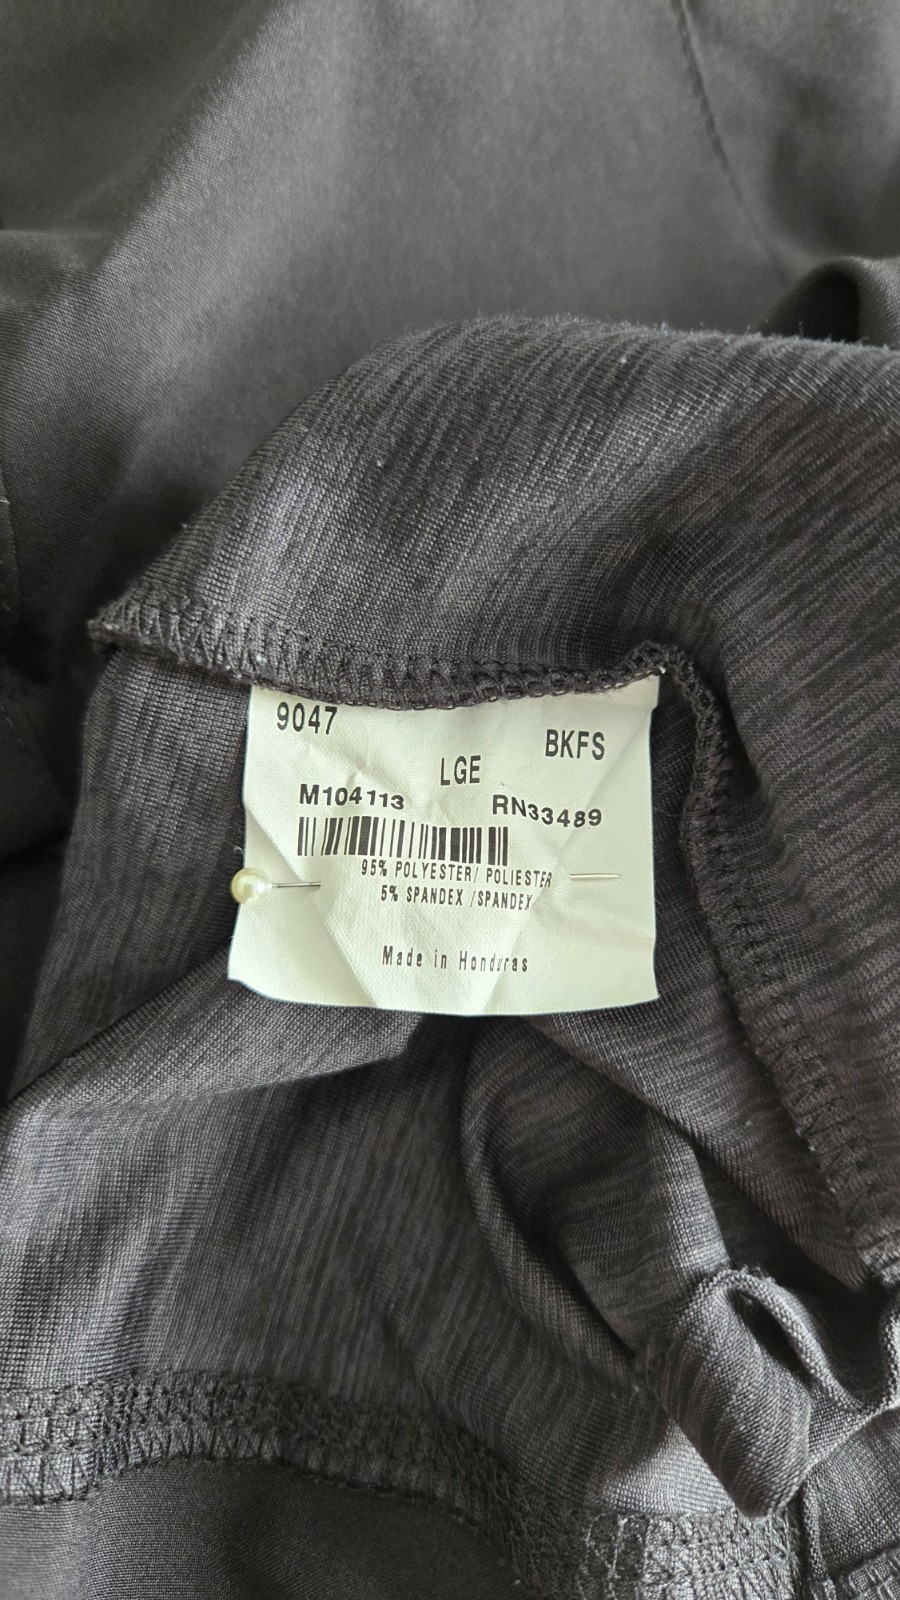 9047
BKFS
LGE
M104113 RN33489
95% POLYESTER/ POLIESTER
5% SPANDEX /SPANDEX
Made in Honduras